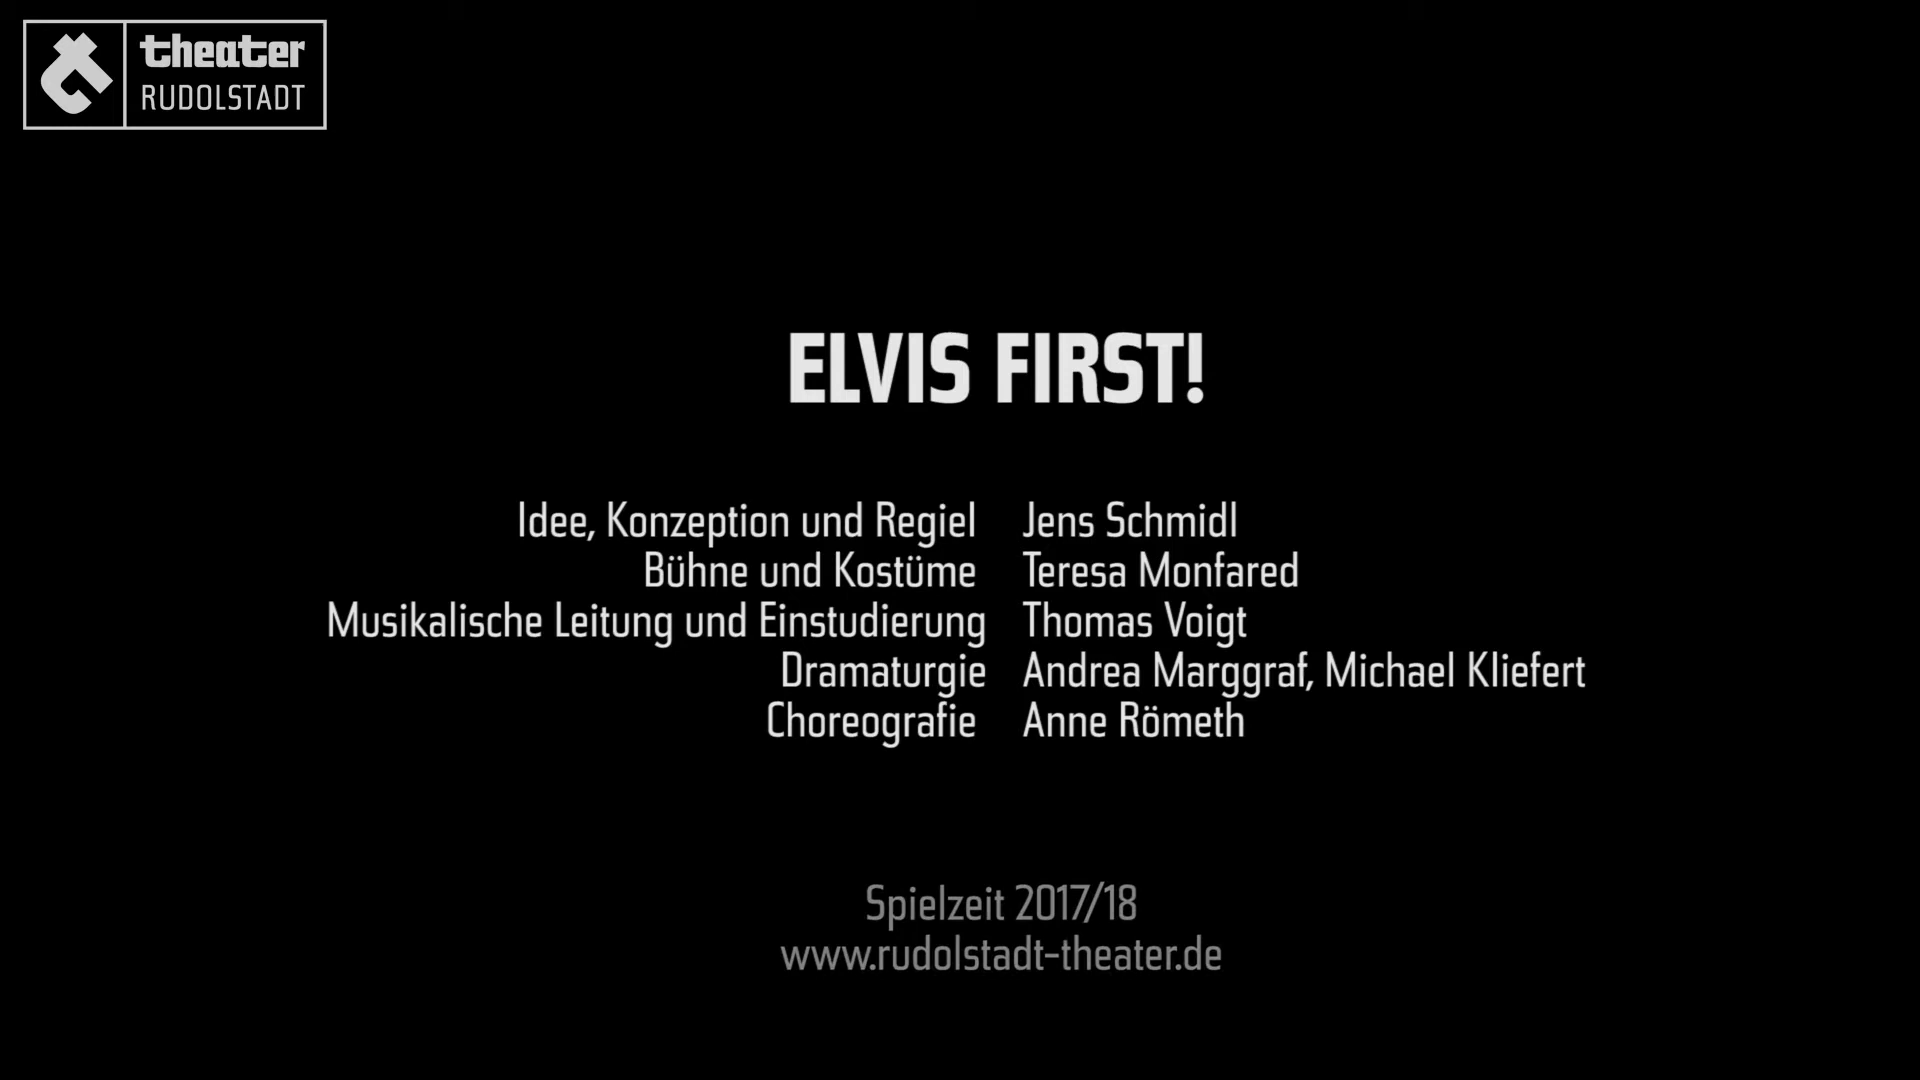 theater
RUDOLSTADT
ELVIS FIRST!
Idee, Konzeption und Regiel Jens Schmidl
Bühne und Kostüme Teresa Monfared
Musikalische Leitung und Einstudierung Thomas Voigt
Dramaturgie Andrea Marggraf, Michael Kliefert
Choreografie Anne Römeth
Spielzeit 2017/18
www.rudolstadt-theater.de